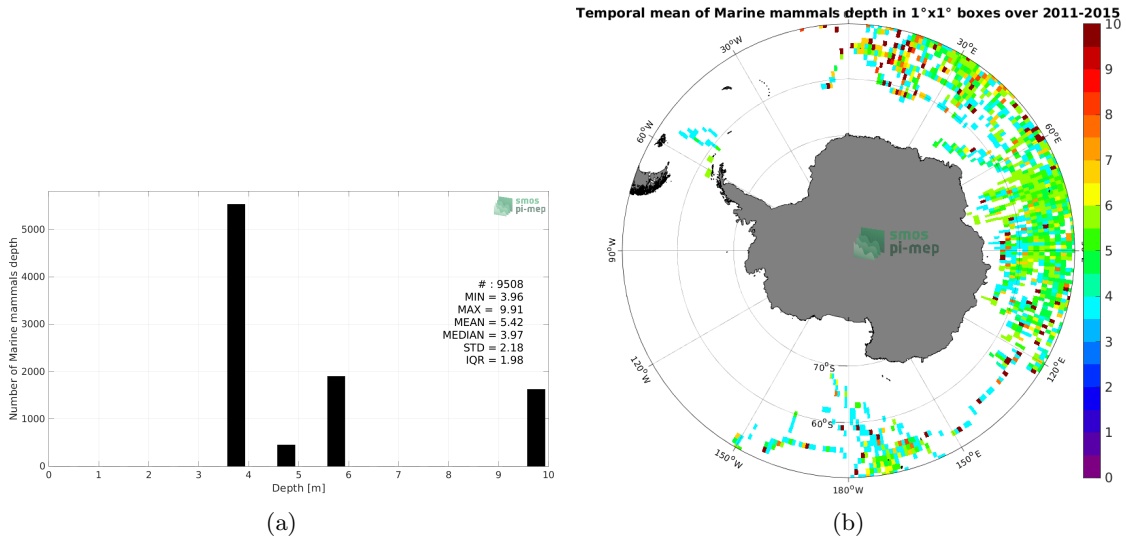 Temporal mean of Marine mammals depth in 1°x1° boxes over 2011-2015
Number of Marine mammals depth
5000
4000
3000
2000
1000
0
0 1 2 3 4 5 6 7 8 9 10
Depth [m]
smos
pi-mep
# : 9508
MIN = 3.96
MAX = 9.91
MEAN = 5.42
MEDIAN = 3.97
STD = 2.18
IQR = 1.98
(a)
0°
30°W
30°E
60°W
60°E
90°W
120°W
120°E
150°W
150°E
180°W
70°S
60°S
smos
pi-mep
10
9
8
7
6
5
4
3
2
1
0
(b)